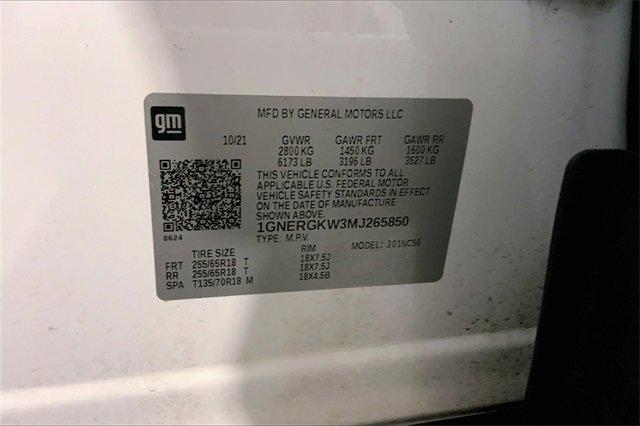 gm
MFD BY GENERAL MOTORS LLC
10/21 GVWR GAWR FRT GAWR RR
2800 KG 1450 KG 1600 KG
6173 LB 3196 LB 3527 LB
THIS VEHICLE CONFORMS TO ALL
APPLICABLE U.S. FEDERAL MOTOR
VEHICLE SAFETY STANDARDS IN EFFECT
ON THE DATE OF MANUFACTURE
SHOWN ABOVE.
1GNERGKW3MJ265850
8624
TYPE: M.P.V. MODEL: 301NC56
TIRE SIZE RIM
FRT 255/65R18 T 18X7.5J
RR 255/65R18 T 18X7.5J
SPA T135/70R18 M 18X4.5B